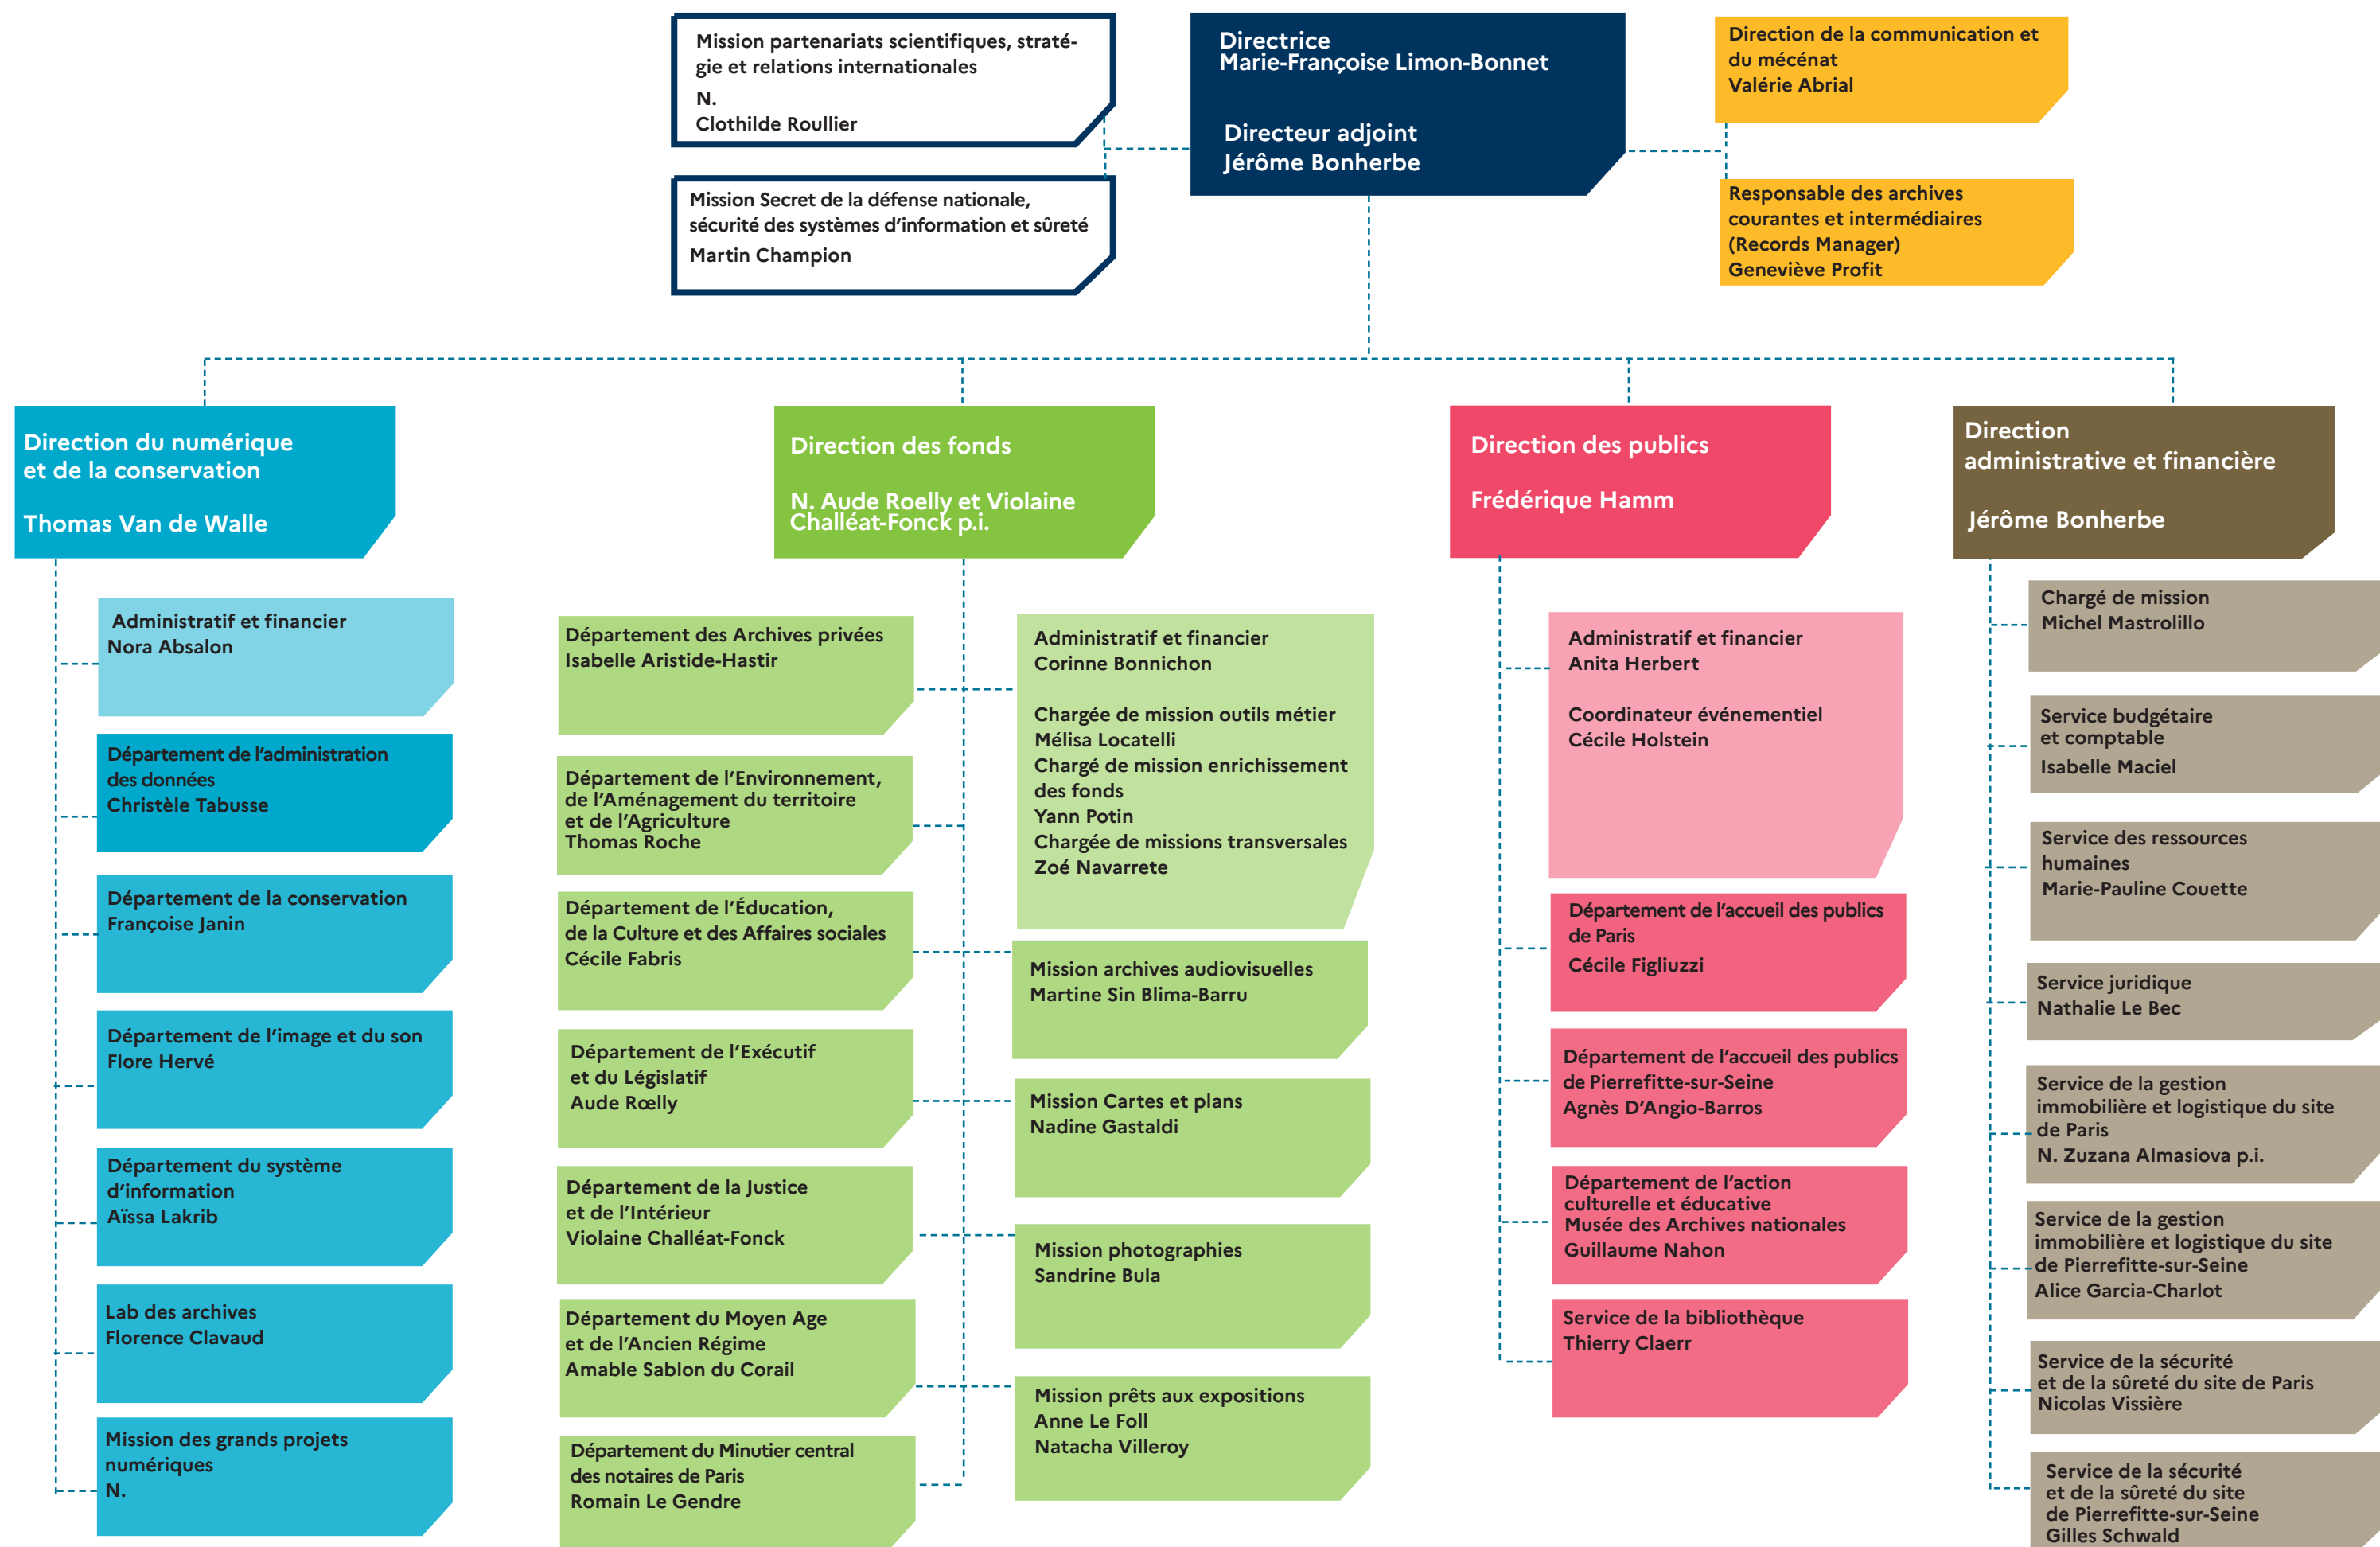 Mission partenariats scientifiques, straté-
gie et relations internationales
N.
Clothilde Roullier
Mission Secret de la défense nationale,
sécurité des systèmes d'information et sûreté
Martin Champion
Directrice
Marie-Françoise Limon-Bonnet
Directeur adjoint
Jérôme Bonherbe
Direction de la communication et
du mécénat
Valérie Abrial
Responsable des archives
courantes et intermédiaires
(Records Manager)
Geneviève Profit
Direction du numérique
et de la conservation
Thomas Van de Walle
Administratif et financier
Nora Absalon
Département de l'administration
des données
Christèle Tabusse
Département de la conservation
Françoise Janin
Département de l'image et du son
Flore Hervé
Département du système
d'information
Aïssa Lakrib
Lab des archives
Florence Clavaud
Mission des grands projets
numériques
N.
Direction des fonds
N. Aude Roelly et Violaine
Challéat-Fonck p.i.
Département des Archives privées
Isabelle Aristide-Hastir
Département de l'Environnement,
de l'Aménagement du territoire
et de l'Agriculture
Thomas Roche
Département de l'Éducation,
de la Culture et des Affaires sociales
Cécile Fabris
Département de l'Exécutif
et du Législatif
Aude Rœlly
Département de la Justice
et de l'Intérieur
Violaine Challéat-Fonck
Département du Moyen Age
et de l'Ancien Régime
Amable Sablon du Corail
Département du Minutier central
des notaires de Paris
Romain Le Gendre
Administratif et financier
Corinne Bonnichon
Chargée de mission outils métier
Mélisa Locatelli
Chargé de mission enrichissement
des fonds
Yann Potin
Chargée de missions transversales
Zoé Navarrete
Mission archives audiovisuelles
Martine Sin Blima-Barru
Mission Cartes et plans
Nadine Gastaldi
Mission photographies
Sandrine Bula
Mission prêts aux expositions
Anne Le Foll
Natacha Villeroy
Direction des publics
Frédérique Hamm
Administratif et financier
Anita Herbert
Coordinateur événementiel
Cécile Holstein
Département de l'accueil des publics
de Paris
Cécile Figliuzzi
Département de l'accueil des publics
de Pierrefitte-sur-Seine
Agnès D'Angio-Barros
Département de l'action
culturelle et éducative
Musée des Archives nationales
Guillaume Nahon
Service de la bibliothèque
Thierry Claerr
Direction
administrative et financière
Jérôme Bonherbe
Chargé de mission
Michel Mastrolillo
Service budgétaire
et comptable
Isabelle Maciel
Service des ressources
humaines
Marie-Pauline Couette
Service juridique
Nathalie Le Bec
Service de la gestion
immobilière et logistique du site
de Paris
N. Zuzana Almasiova p.i.
Service de la gestion
immobilière et logistique du site
de Pierrefitte-sur-Seine
Alice Garcia-Charlot
Service de la sécurité
et de la sûreté du site de Paris
Nicolas Vissière
Service de la sécurité
et de la sûreté du site
de Pierrefitte-sur-Seine
Gilles Schwald